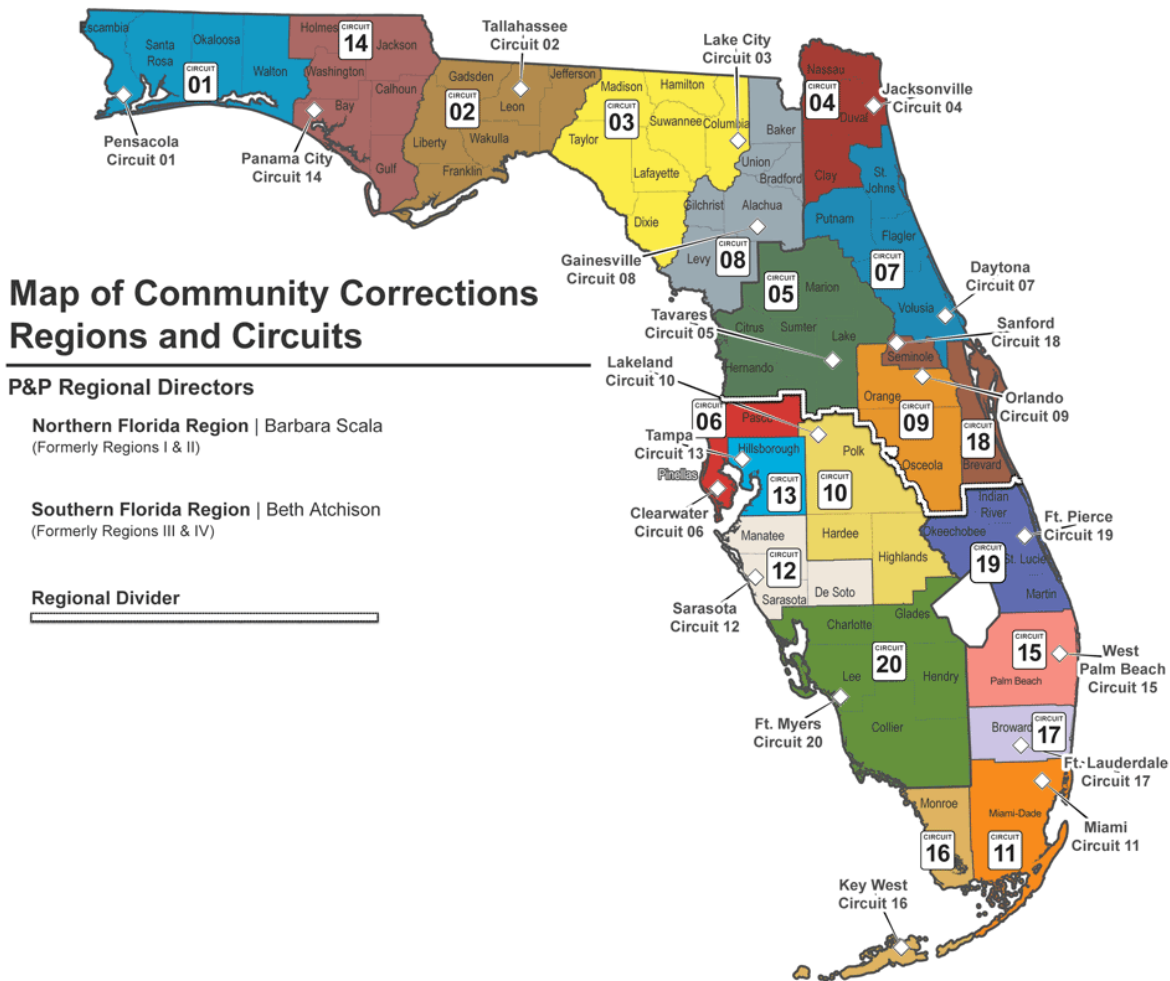 Map of Community Corrections
Regions and Circuits
P&P Regional Directors
Northern Florida Region | Barbara Scala
(Formerly Regions I & II)
Southern Florida Region | Beth Atchison
(Formerly Regions III & IV)
Regional Divider
Escambia
Santa
Rosa
Okaloosa
Walton
CIRCUIT
01
Pensacola
Circuit 01
Holmes
CIRCUIT
14
Jackson
Washington
Calhoun
Bay
Gulf
Panama City
Circuit 14
Tallahassee
Circuit 02
Gadsden
Jefferson
CIRCUIT
02
Leon
Liberty
Wakulla
Franklin
Lake City
Circuit 03
Madison
Hamilton
CIRCUIT
03
Suwannee
Columbia
Taylor
Lafayette
Dixie
Baker
Union
Bradford
Gilchrist
Alachua
Levy
CIRCUIT
08
Gainesville
Circuit 08
Nassau
CIRCUIT
04
Duval
Clay
Jacksonville
Circuit 04
St.
Johns
Putnam
Flagler
CIRCUIT
07
Volusia
Daytona
Circuit 07
CIRCUIT
05
Marion
Citrus
Sumter
Lake
Hernando
Tavares
Circuit 05
Sanford
Circuit 18
Seminole
Lakeland
Circuit 10
Orange
CIRCUIT
09
Osceola
Orlando
Circuit 09
CIRCUIT
18
Brevard
CIRCUIT
06
Pasco
Pinellas
Clearwater
Circuit 06
Tampa
Circuit 13
Hillsborough
CIRCUIT
13
Polk
CIRCUIT
10
Hardee
Highlands
Manatee
CIRCUIT
12
Sarasota
De Soto
Sarasota
Circuit 12
Indian
River
Okeechobee
CIRCUIT
19
St. Lucie
Martin
Ft. Pierce
Circuit 19
Charlotte
Glades
CIRCUIT
20
Lee
Hendry
Collier
Ft. Myers
Circuit 20
CIRCUIT
15
Palm Beach
West
Palm Beach
Circuit 15
Broward
CIRCUIT
17
Ft. Lauderdale
Circuit 17
Monroe
CIRCUIT
16
Miami-Dade
CIRCUIT
11
Miami
Circuit 11
Key West
Circuit 16